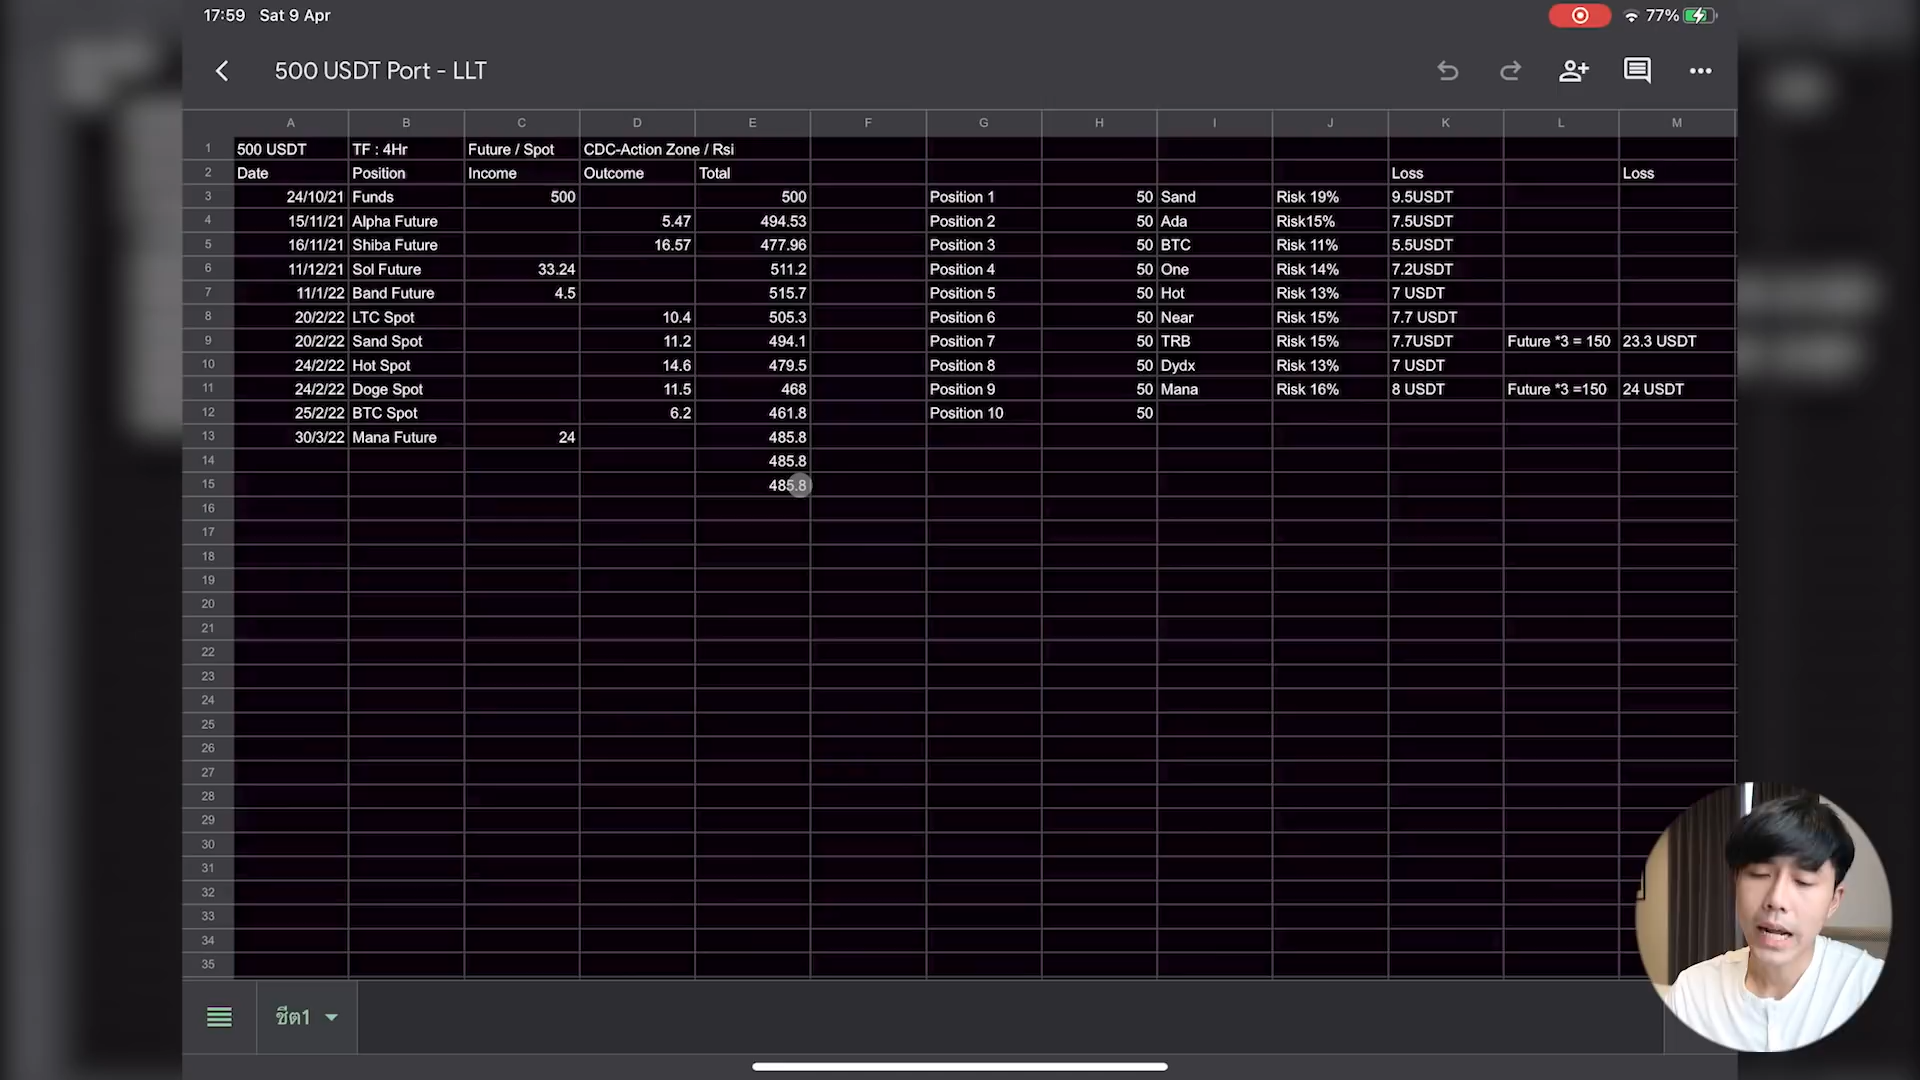 17:59 Sat 9 Apr 77%
500 USDT Port - LLT
A B C D E F G H I J K L M
1 500 USDT TF : 4Hr Future / Spot CDC-Action Zone / Rsi
2 Date Position Income Outcome Total Loss Loss
3 24/10/21 Funds 500 500 Position 1 50 Sand Risk 19% 9.5USDT
4 15/11/21 Alpha Future 5.47 494.53 Position 2 50 Ada Risk15% 7.5USDT
5 16/11/21 Shiba Future 16.57 477.96 Position 3 50 BTC Risk 11% 5.5USDT
6 11/12/21 Sol Future 33.24 511.2 Position 4 50 One Risk 14% 7.2USDT
7 11/1/22 Band Future 4.5 515.7 Position 5 50 Hot Risk 13% 7 USDT
8 20/2/22 LTC Spot 10.4 505.3 Position 6 50 Near Risk 15% 7.7 USDT
9 20/2/22 Sand Spot 11.2 494.1 Position 7 50 TRB Risk 15% 7.7USDT Future *3 = 150 23.3 USDT
10 24/2/22 Hot Spot 14.6 479.5 Position 8 50 Dydx Risk 13% 7 USDT
11 24/2/22 Doge Spot 11.5 468 Position 9 50 Mana Risk 16% 8 USDT Future *3 =150 24 USDT
12 25/2/22 BTC Spot 6.2 461.8 Position 10 50
13 30/3/22 Mana Future 24 485.8
14 485.8
15 485.8
16
17
18
19
20
21
22
23
24
25
26
27
28
29
30
31
32
33
34
35
ชีต1